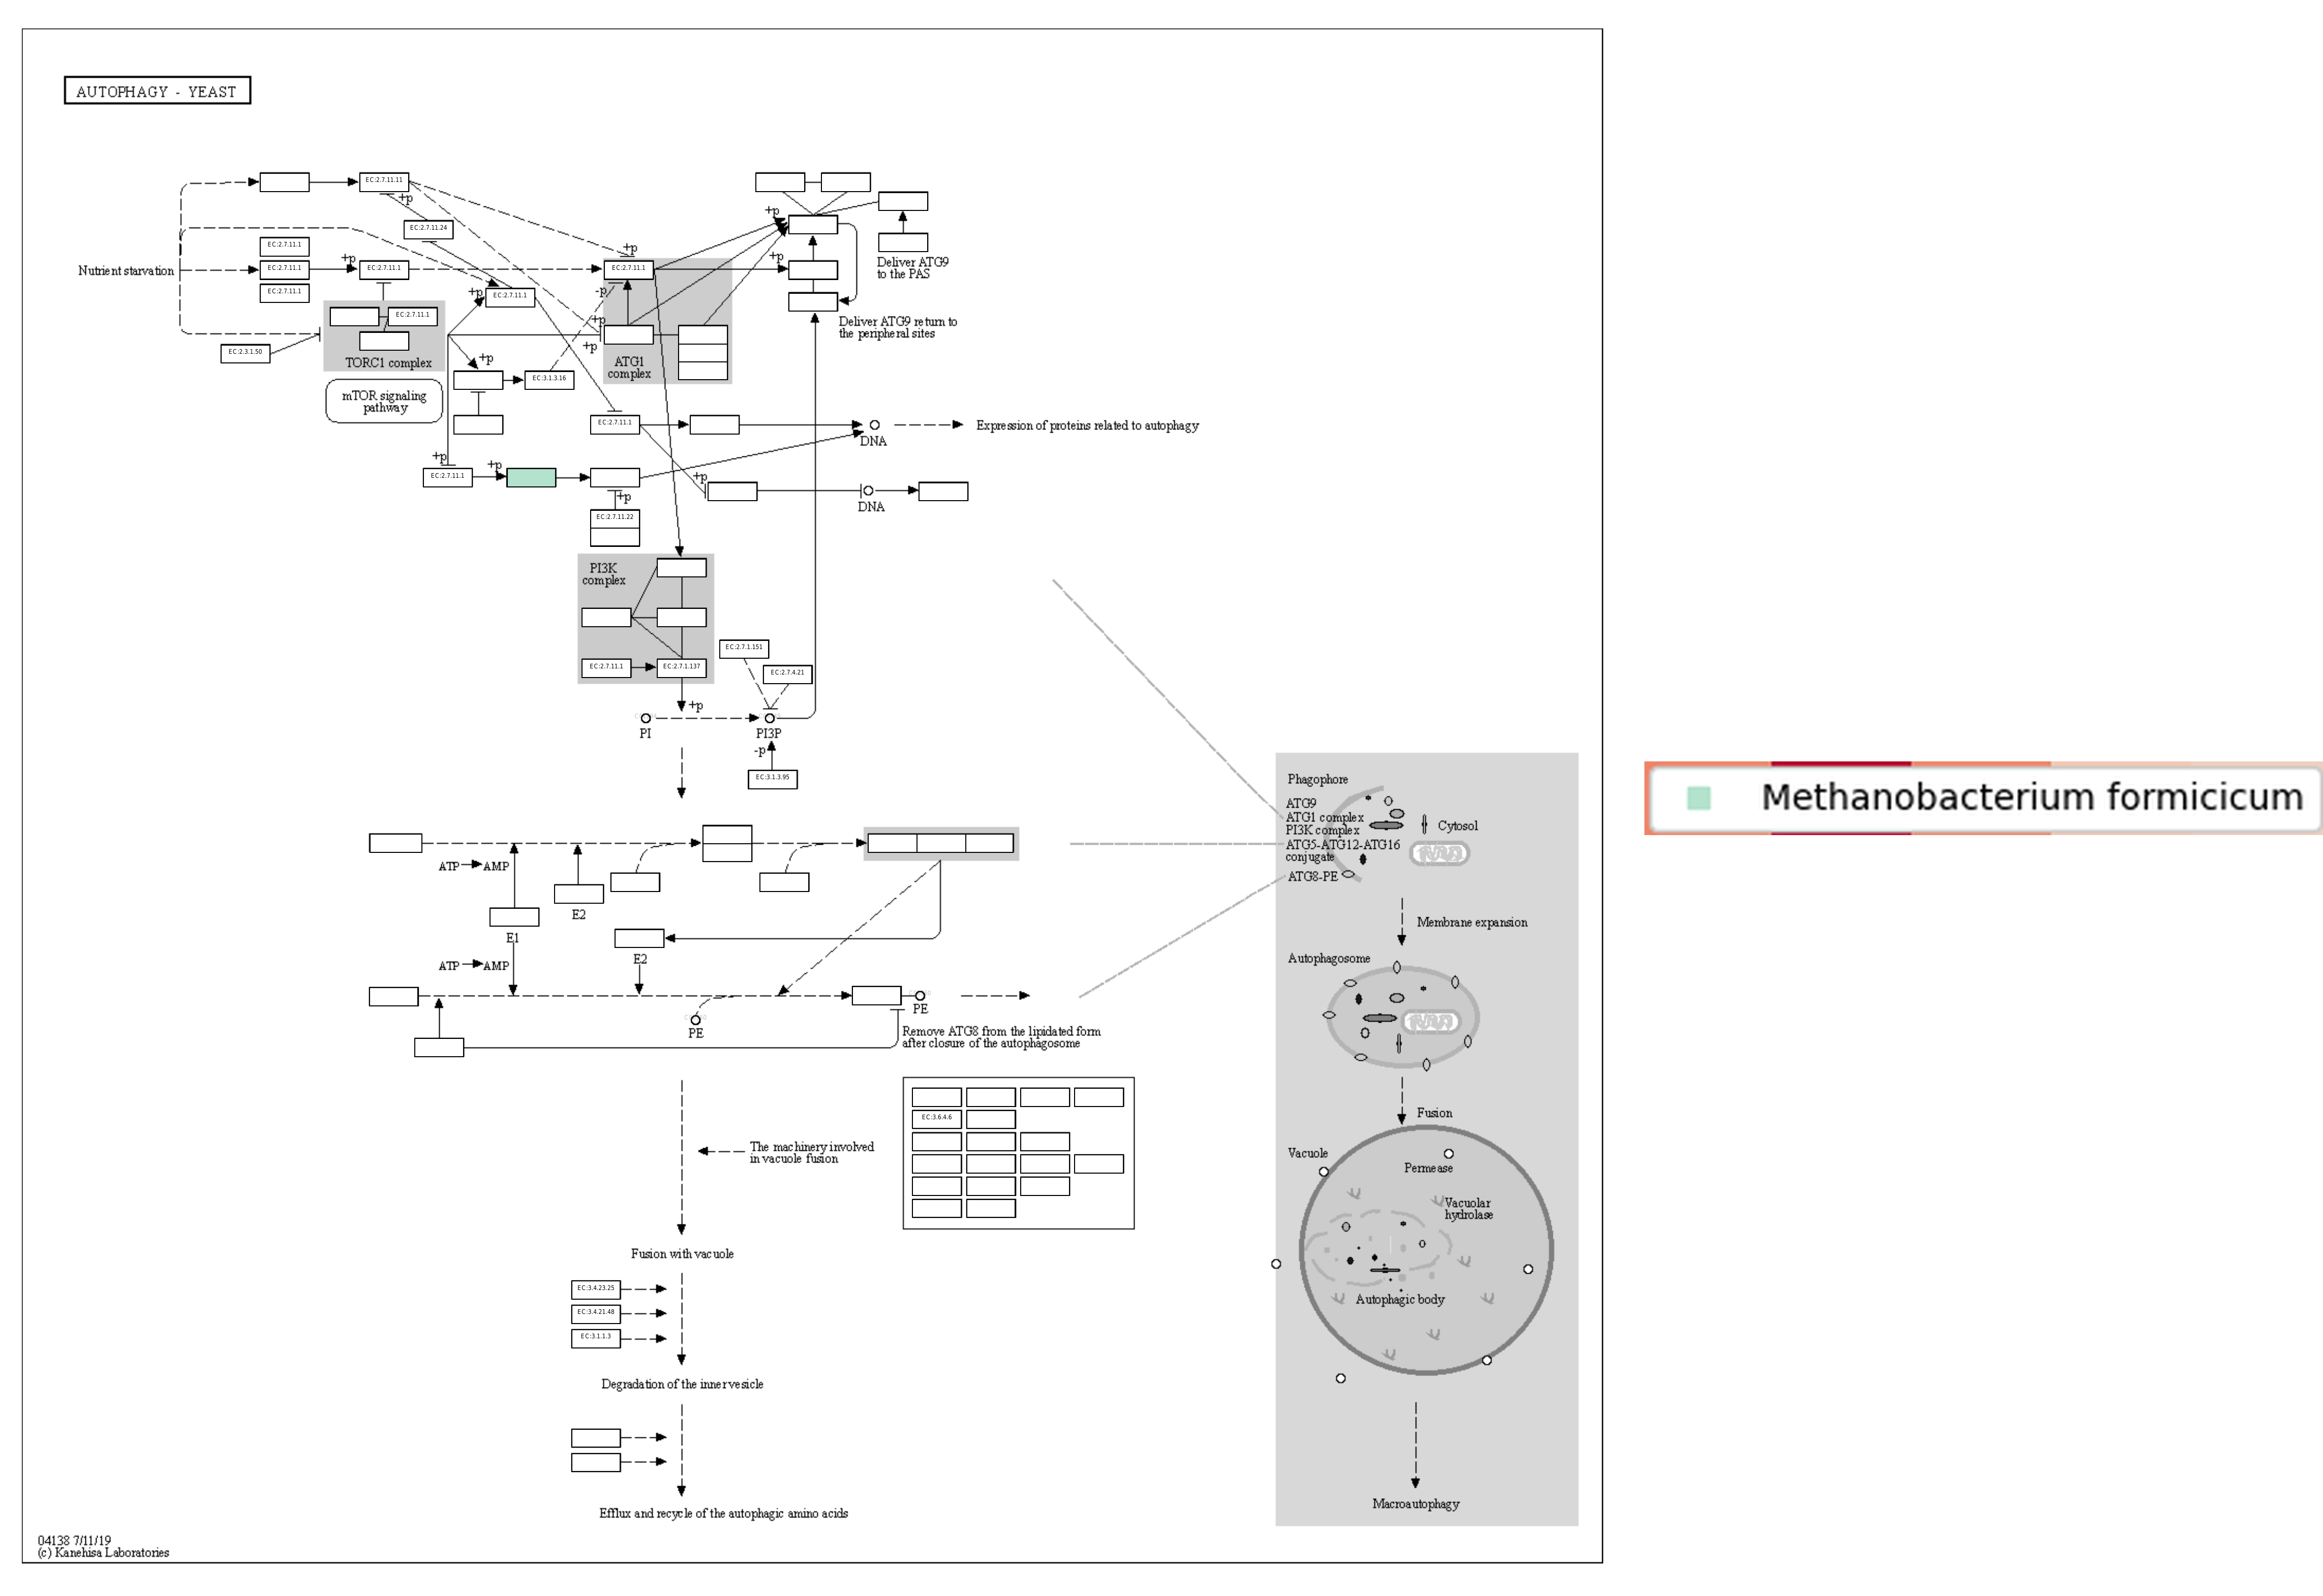 AUTOPHAGY - YEAST
EC:2.7.11.11
+p
EC:2.7.11.24
+p
+p
EC:2.7.11.1
Nutrient starvation
EC:2.7.11.1
+p
EC:2.7.11.1
EC:2.7.11.1
+p
Deliver ATG9
to the PAS
EC:2.7.11.1
+p
EC:2.7.11.1
-p
EC:2.7.11.1
+p
+p
EC:2.3.1.50
TORC1 complex
ATG1
complex
Deliver ATG9 return to
the peripheral sites
+p
EC:3.1.3.16
mTOR signaling
pathway
EC:2.7.11.1
DNA
Expression of proteins related to autophagy
+p
EC:2.7.11.1
+p
+p
+p
DNA
EC:2.7.11.22
PI3K
complex
EC:2.7.11.1
EC:2.7.1.137
EC:2.7.1.151
EC:2.7.4.21
+p
PI
PI3P
-p
EC:3.1.3.95
ATP
AMP
E1
E2
E2
ATP
AMP
PE
PE
Remove ATG8 from the lipidated form
after closure of the autophagosome
EC:3.6.4.6
The machinery involved
in vacuole fusion
Fusion with vacuole
EC:3.4.23.25
EC:3.4.21.48
EC:3.1.1.3
Degradation of the inner vesicle
Efflux and recycle of the autophagic amino acids
Phagophore
ATG9
ATG1 complex
PI3K complex
ATG5-ATG12-ATG16
conjugate
ATG8-PE
Cytosol
Membrane expansion
Autophagosome
Fusion
Vacuole
Permease
Vacuolar
hydrolase
Autophagic body
Macroautophagy
04138 7/11/19
(c) Kanehisa Laboratories
Methanobacterium formicicum